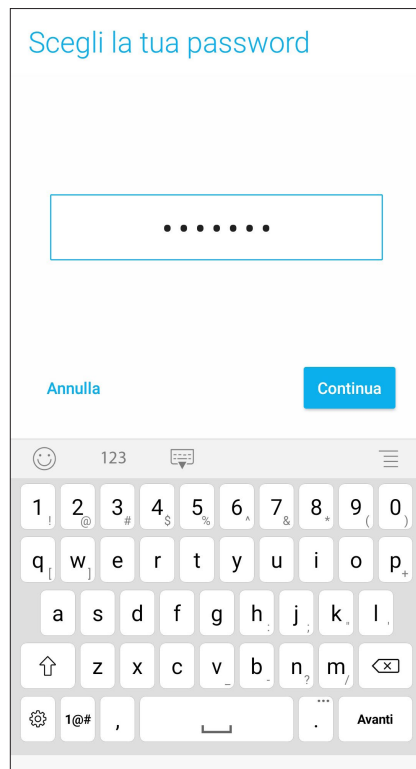 Scegli la tua password
•••••••
Annulla Continua
123
1 ! 2 @ 3 # 4 $ 5 % 6 ^ 7 & 8 * 9 ( 0 )
q [ w ] e r t y u i o p +
a s d f g h : j ; k " l '
z x c v _ b - n ? m /
1@# , . Avanti